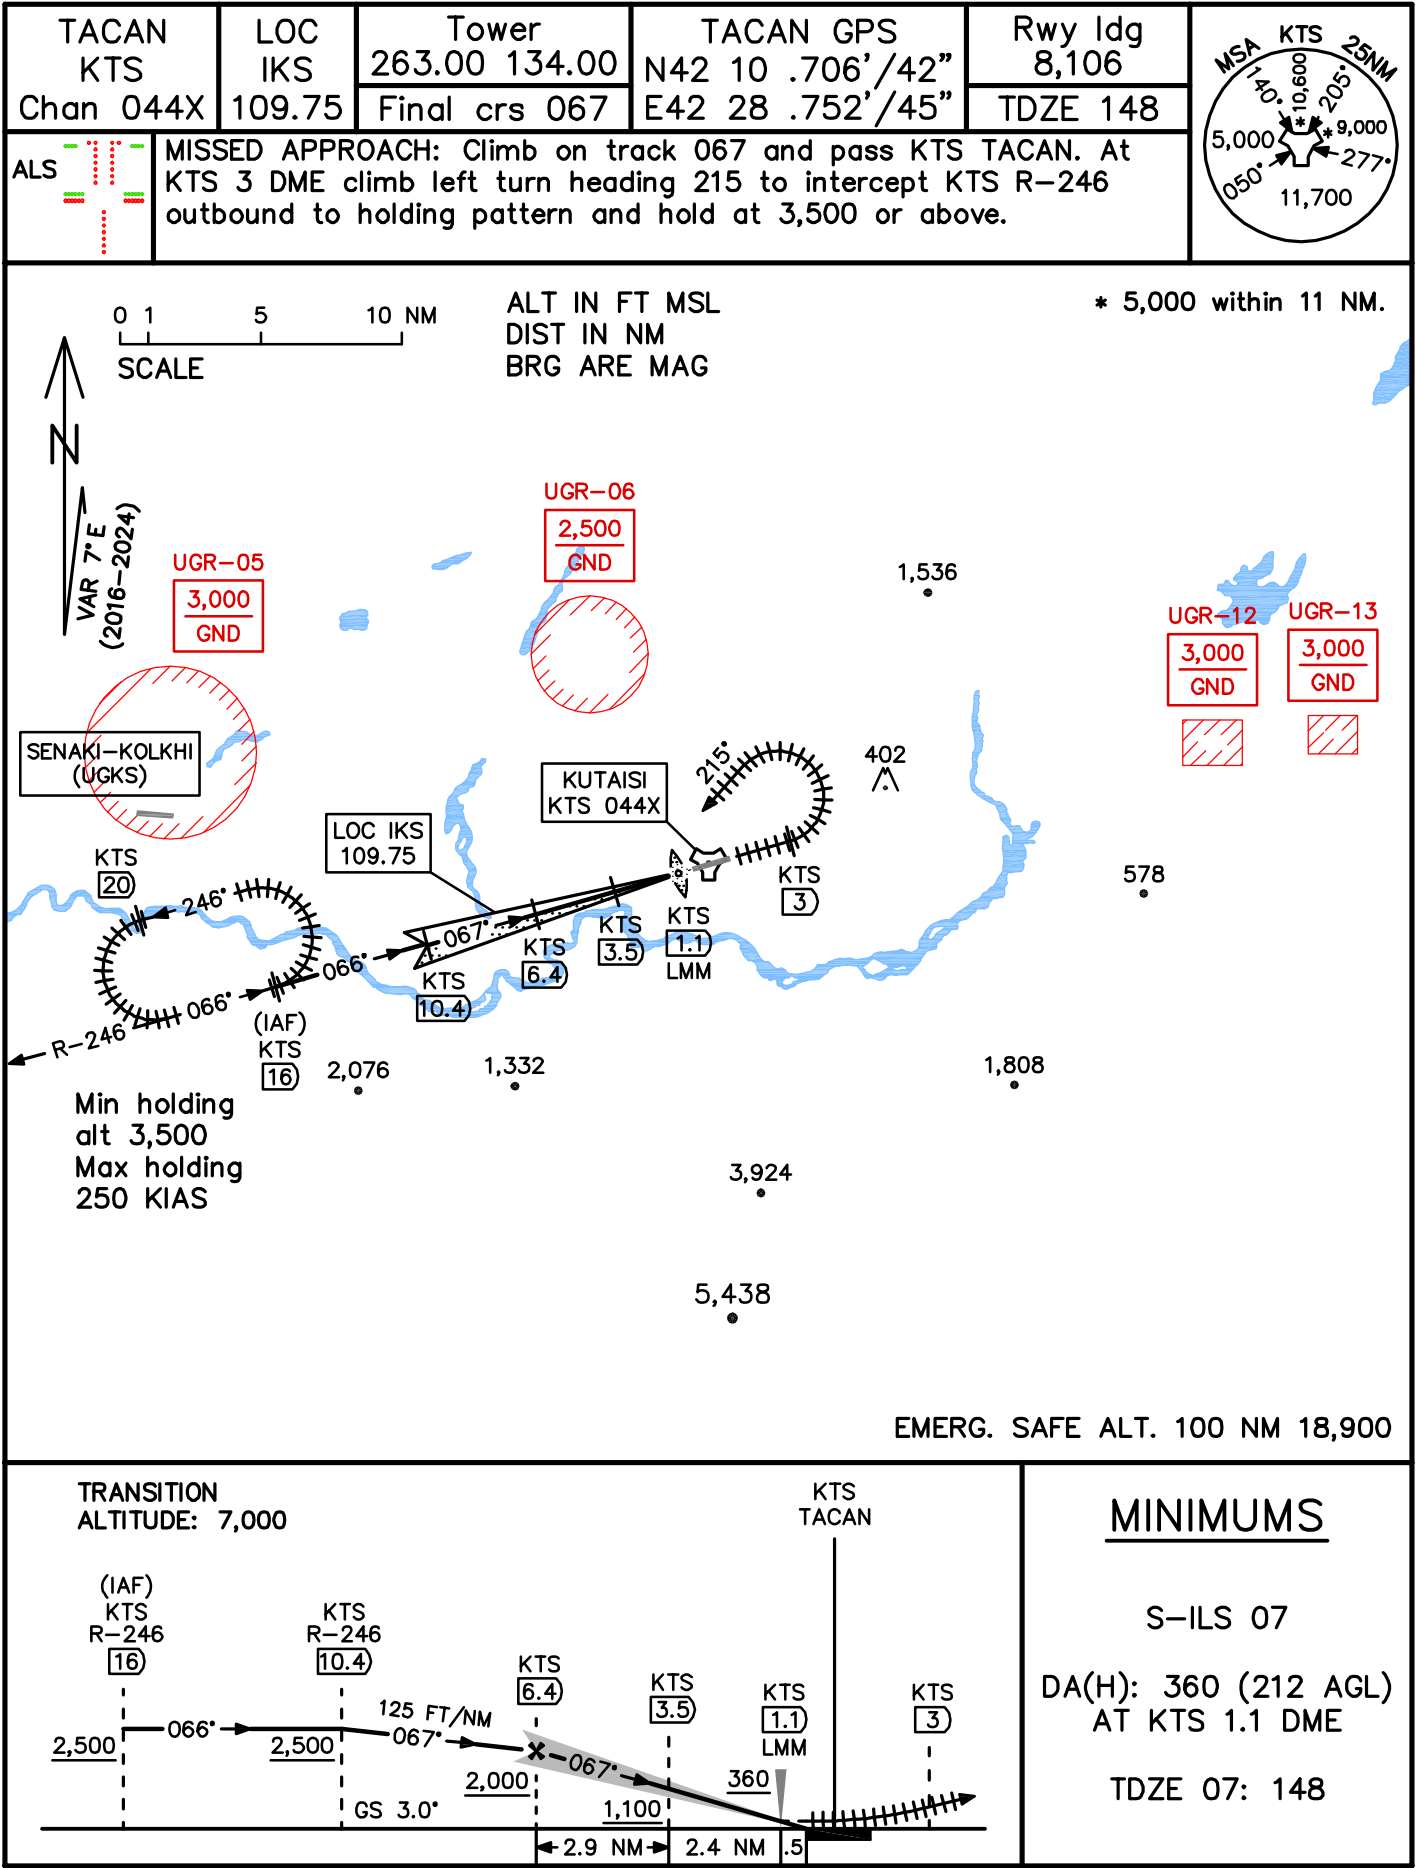 TACAN
KTS
Chan 044X
LOC
IKS
109.75
Tower
263.00 134.00
Final crs 067
TACAN GPS
N42 10 .706'/42"
E42 28 .752'/45"
Rwy ldg
8,106
TDZE 148
MSA KTS 25NM
140°
10,600
*
205°
5,000
* 9,000
277°
050°
11,700
ALS
MISSED APPROACH: Climb on track 067 and pass KTS TACAN. At
KTS 3 DME climb left turn heading 215 to intercept KTS R-246
outbound to holding pattern and hold at 3,500 or above.
0 1 5 10 NM
SCALE
ALT IN FT MSL
DIST IN NM
BRG ARE MAG
* 5,000 within 11 NM.
N
VAR 7°E
(2016-2024)
UGR-05
3,000
GND
UGR-06
2,500
GND
1,536
UGR-12
3,000
GND
UGR-13
3,000
GND
SENAKI-KOLKHI
(UGKS)
215°
402
KUTAISI
KTS 044X
LOC IKS
109.75
KTS
20
246°
KTS
3
578
067°
KTS
1.1
LMM
KTS
3.5
KTS
6.4
KTS
10.4
066°
066°
R-246
(IAF)
KTS
16
2,076
1,332
1,808
Min holding
alt 3,500
Max holding
250 KIAS
3,924
5,438
EMERG. SAFE ALT. 100 NM 18,900
TRANSITION
ALTITUDE: 7,000
KTS
TACAN
(IAF)
KTS
R-246
16
KTS
R-246
10.4
KTS
6.4
KTS
3.5
KTS
1.1
LMM
KTS
3
2,500
066°
2,500
125 FT/NM
067°
2,000
067°
1,100
360
GS 3.0°
2.9 NM
2.4 NM
.5
MINIMUMS
S-ILS 07
DA(H): 360 (212 AGL)
AT KTS 1.1 DME
TDZE 07: 148